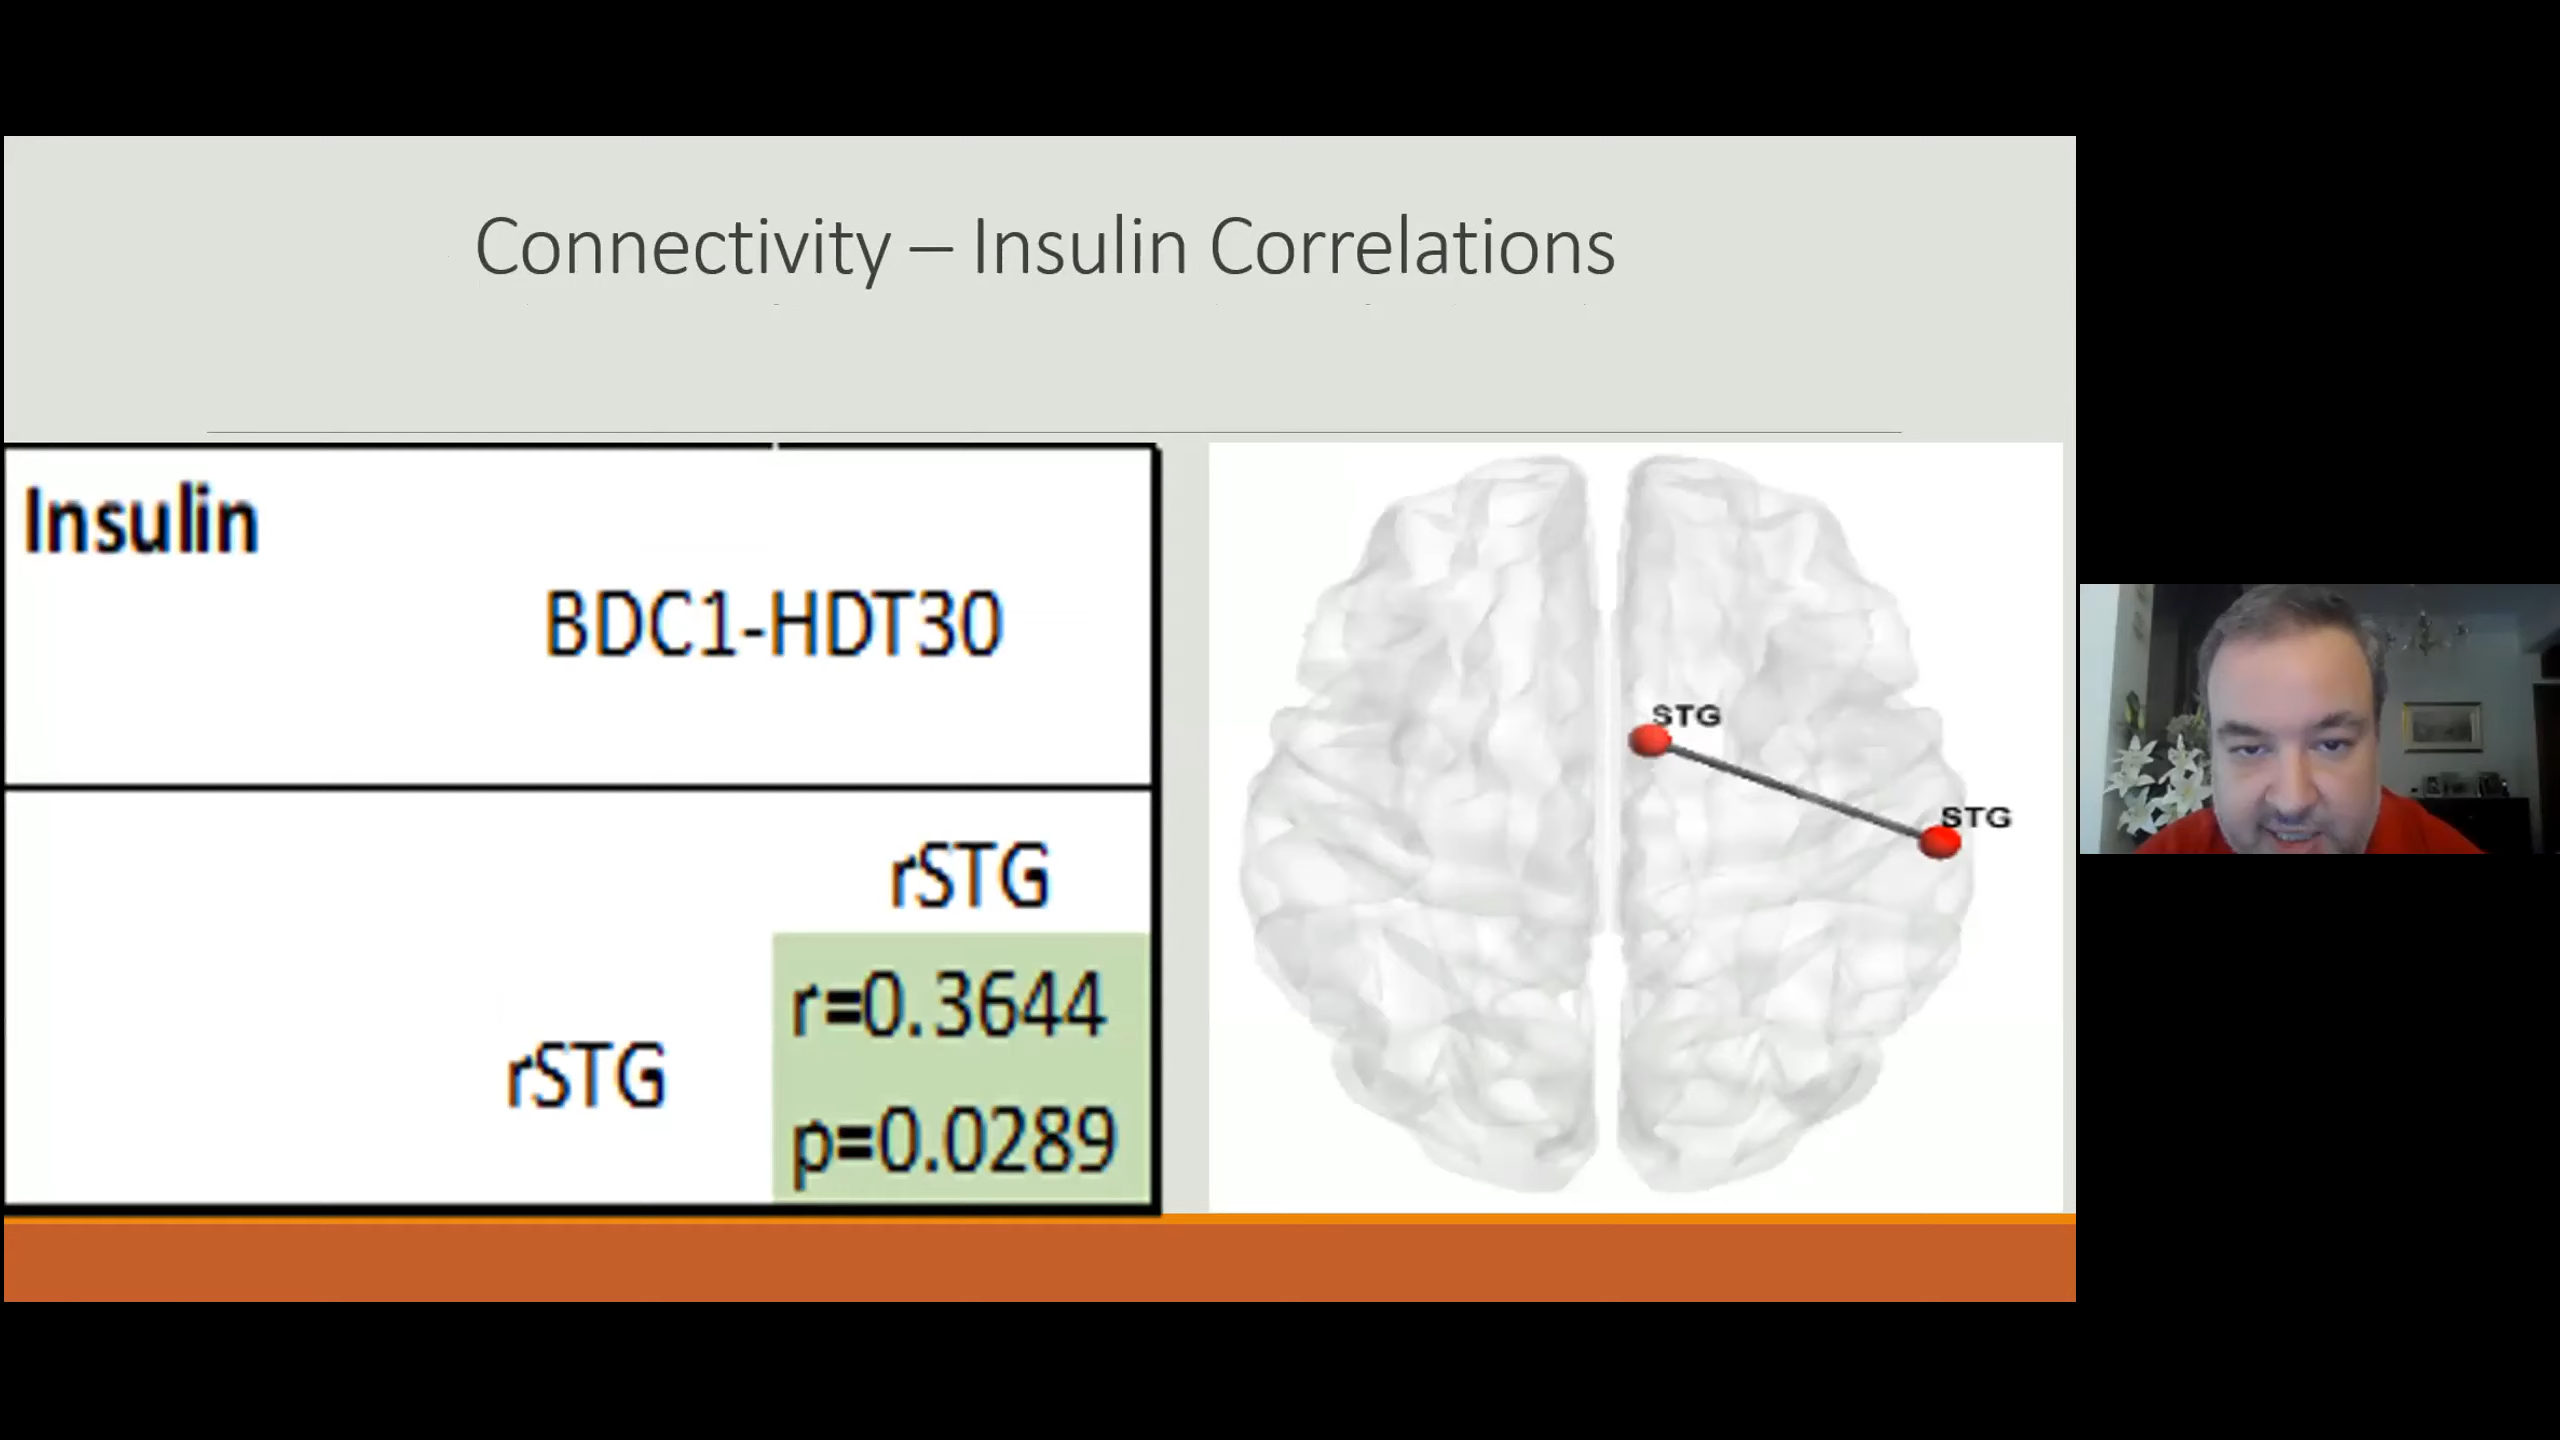 Connectivity – Insulin Correlations
Insulin
BDC1-HDT30
rSTG
rSTG
r=0.3644
p=0.0289
STG
STG